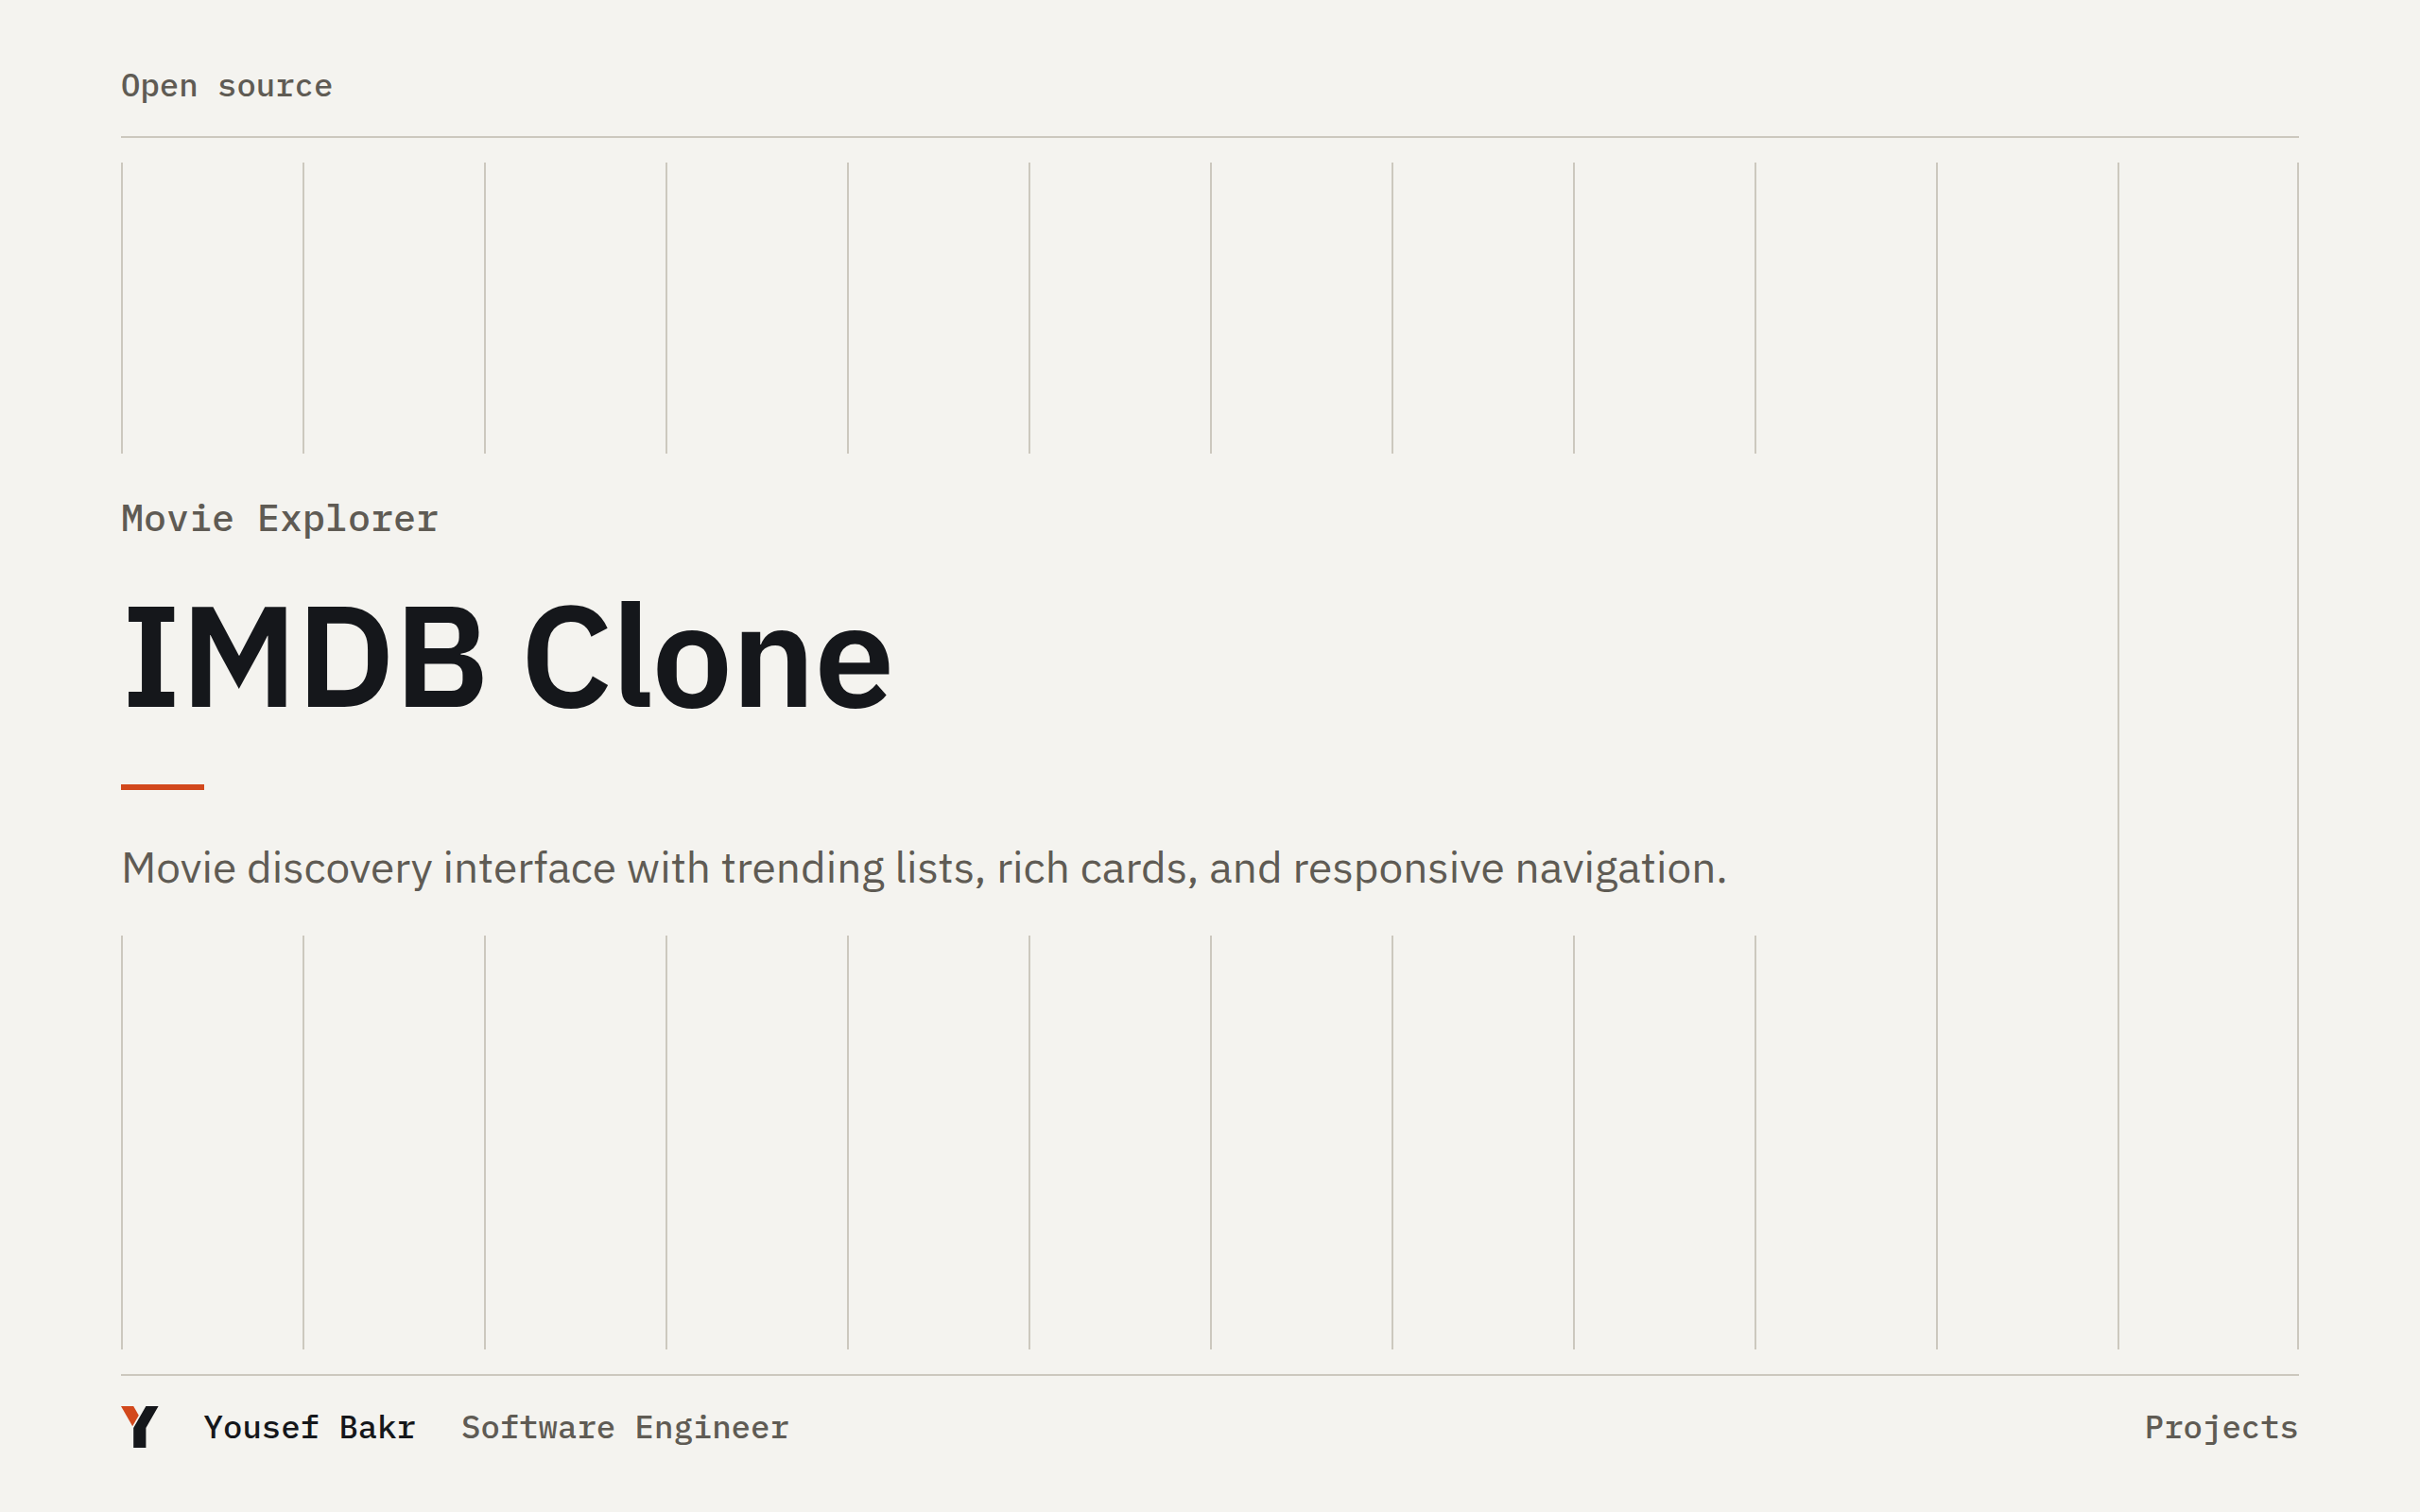 Open source
Movie Explorer
IMDB Clone
Movie discovery interface with trending lists, rich cards, and responsive navigation.
Y Yousef Bakr Software Engineer Projects